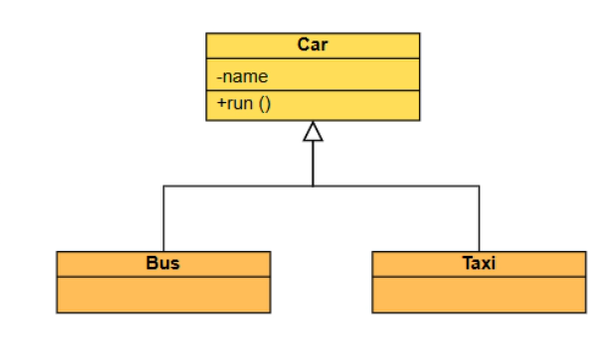 Car
-name
+run ()
Bus
Taxi